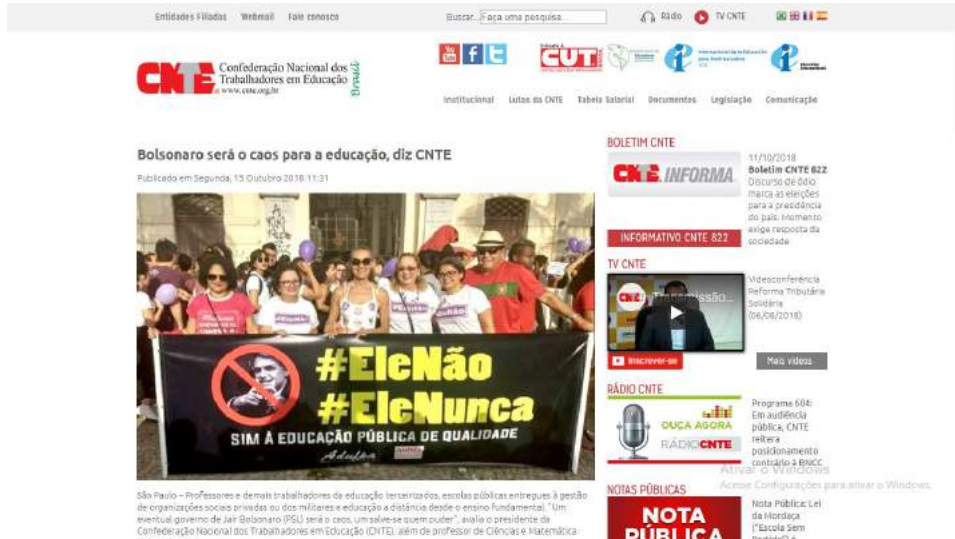 Entidades Filiadas Webmail Fale conosco Buscar... Faça uma pesquisa... Rádio TV CNTE
CNTE Confederação Nacional dos
Trabalhadores em Educação
www.cnte.org.br
Brasil
You Tube f t
CUT
Institucional Lutas da CNTE Tabela Salarial Documentos Legislação Comunicação
Bolsonaro será o caos para a educação, diz CNTE
Publicado em Segunda, 15 Outubro 2018 11:31
#EleNão
#EleNunca
SIM À EDUCAÇÃO PÚBLICA DE QUALIDADE
Adufba
São Paulo – Professores e demais trabalhadores da educação terceirizados, escolas públicas entregues à gestão
de organizações sociais privadas ou dos militares e educação a distância desde o ensino fundamental. "Um
eventual governo de Jair Bolsonaro (PSL) será o caos, um salve-se quem puder", avalia o presidente da
Confederação Nacional dos Trabalhadores em Educação (CNTE), além de professor de Ciências e Matemática
BOLETIM CNTE
CNTE. INFORMA
INFORMATIVO CNTE 822
11/10/2018
Boletim CNTE 822
Discurso de ódio
marca as eleições
para a presidência
do país: Momento
exige resposta da
sociedade
TV CNTE
CNTE Transmissão...
Inscrever-se
Videsconferência
Reforma Tributária
Solidária
(06/08/2018)
Mais vídeos
RÁDIO CNTE
OUÇA AGORA
RÁDIOCNTE
Programa 604:
Em audiência
pública, CNTE
reitera
posicionamento
contrário à BNCC
Ativar o Windows
Acesse Configurações para ativar o Windows.
NOTAS PÚBLICAS
NOTA
PÚBLICA
Nota Pública: Lei
da Mordaça
("Escola Sem
Partido") é